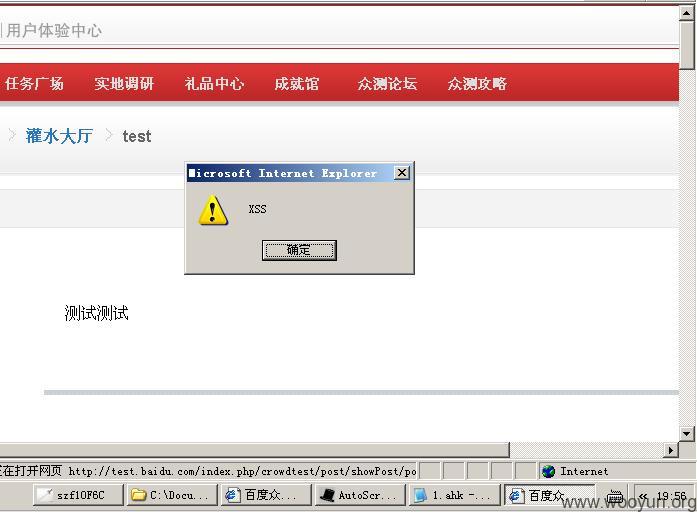 用户体验中心
任务广场 实地调研 礼品中心 成就馆 众测论坛 众测攻略
灌水大厅 test
Microsoft Internet Explorer
XSS
确定
测试测试
在打开网页 http://test.baidu.com/index.php/crowdtest/post/showPost/po
Internet
szf10F6C C:\Docu... 百度众... AutoScr... 1.ahk -... 百度众... « 19:56
www.wooyun.org